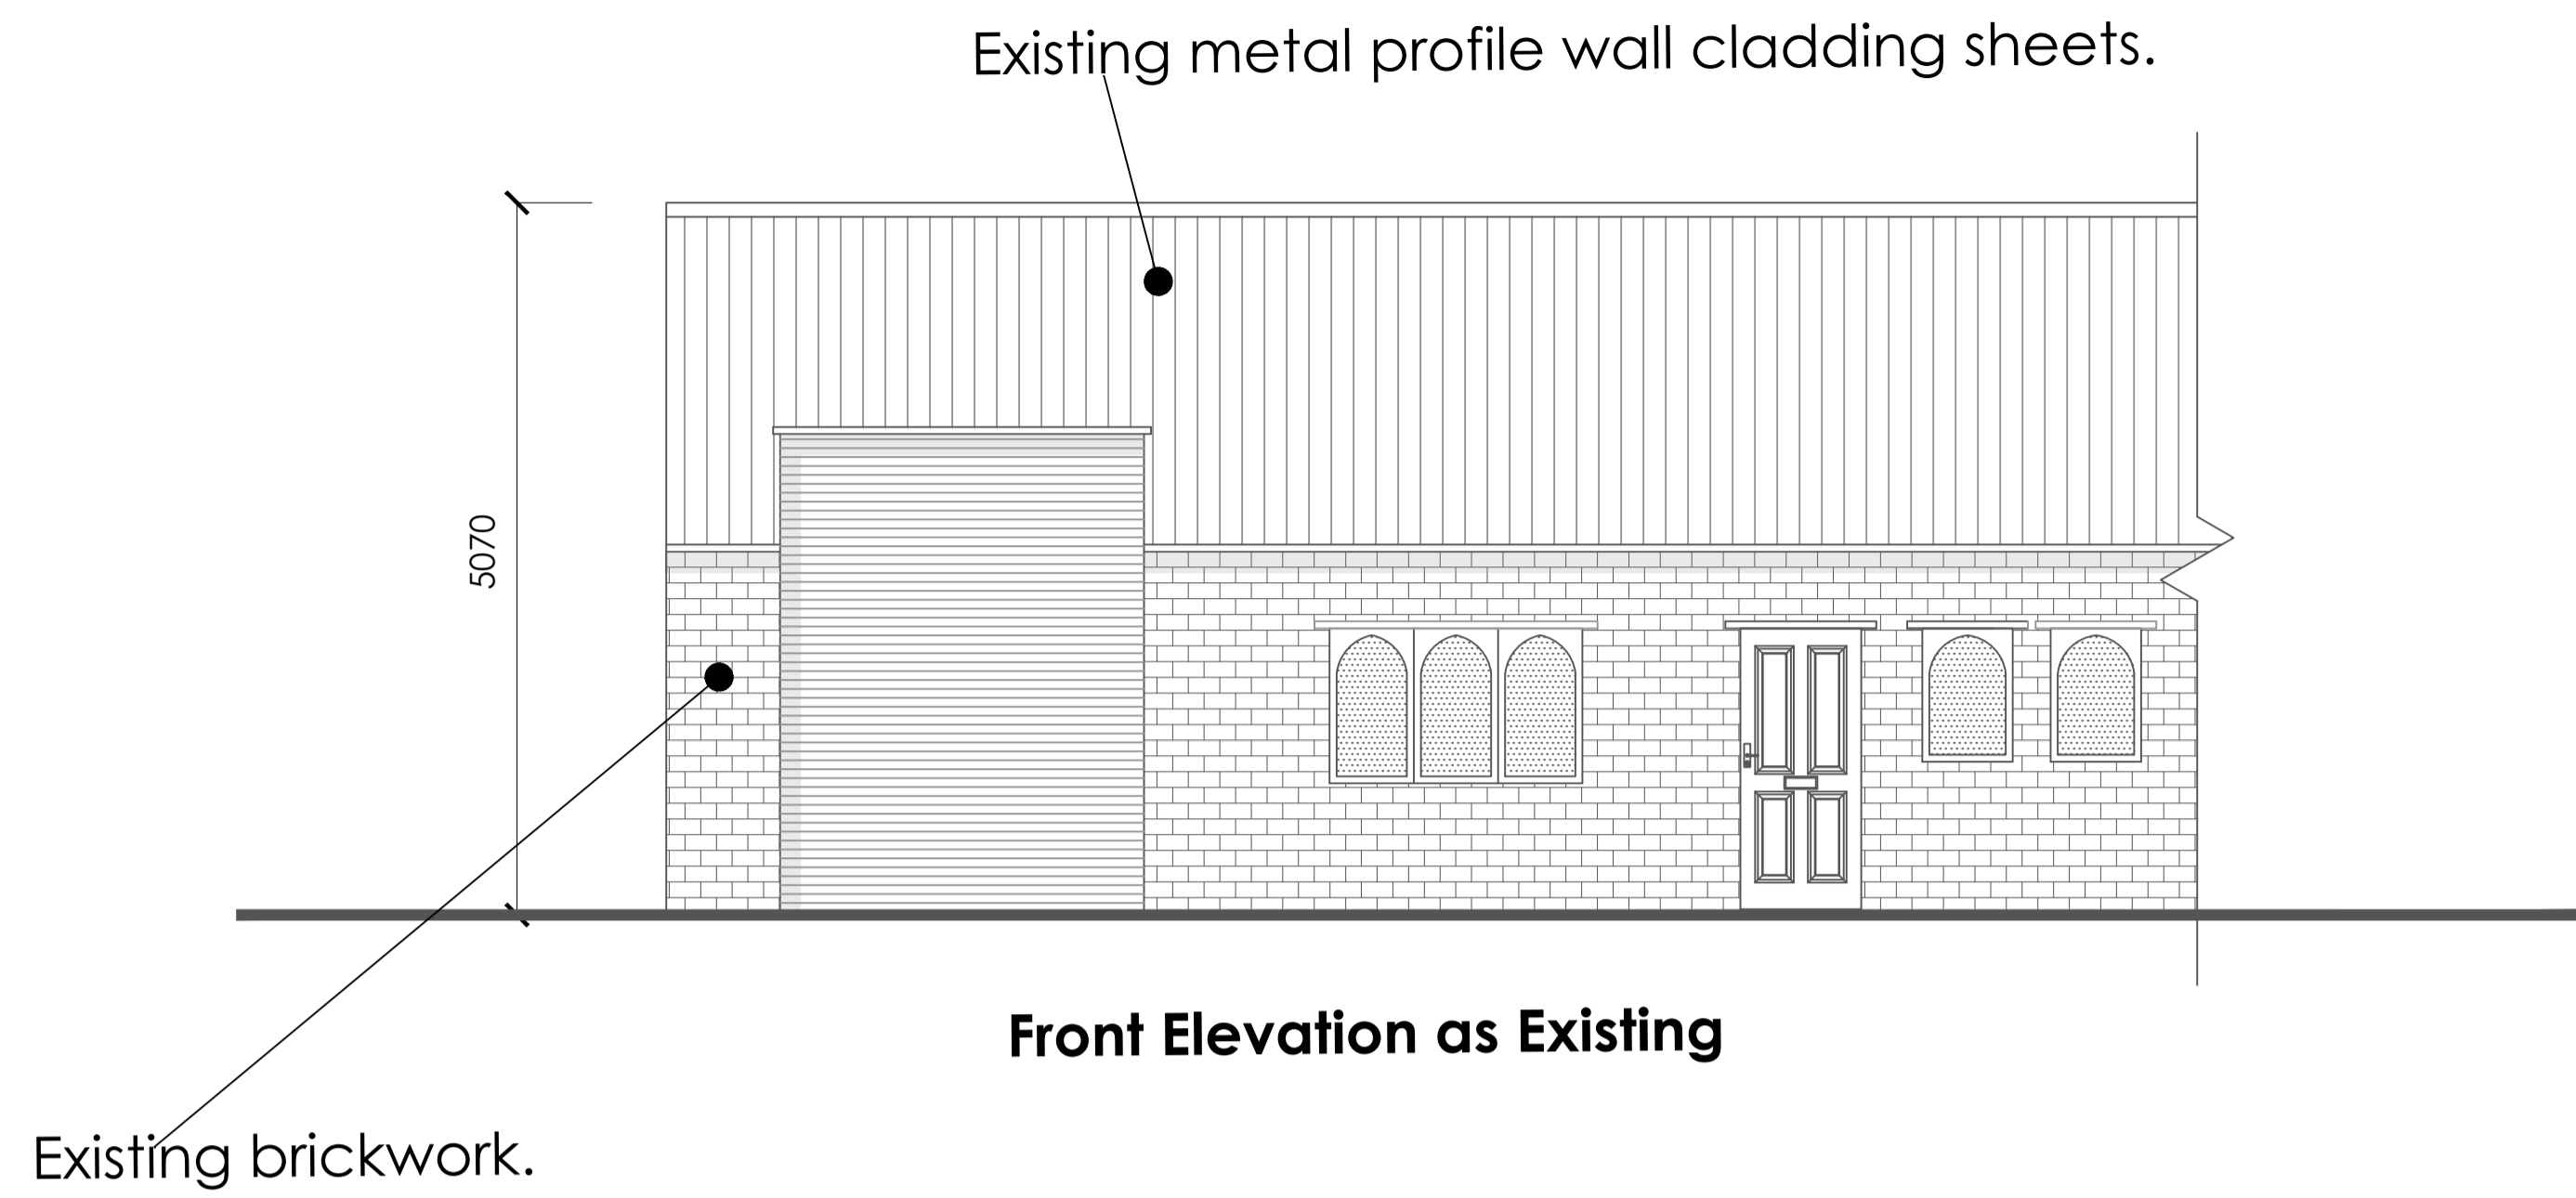 Existing metal profile wall cladding sheets.
5070
Front Elevation as Existing
Existing brickwork.